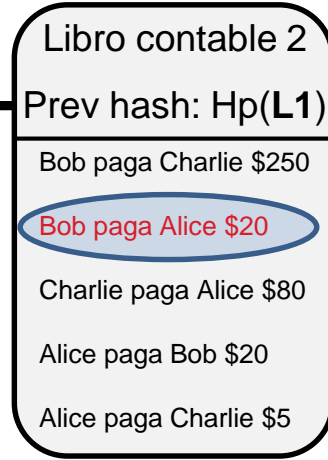 Libro contable 2
Prev hash: Hp(L1)
Bob paga Charlie $250
Bob paga Alice $20
Charlie paga Alice $80
Alice paga Bob $20
Alice paga Charlie $5